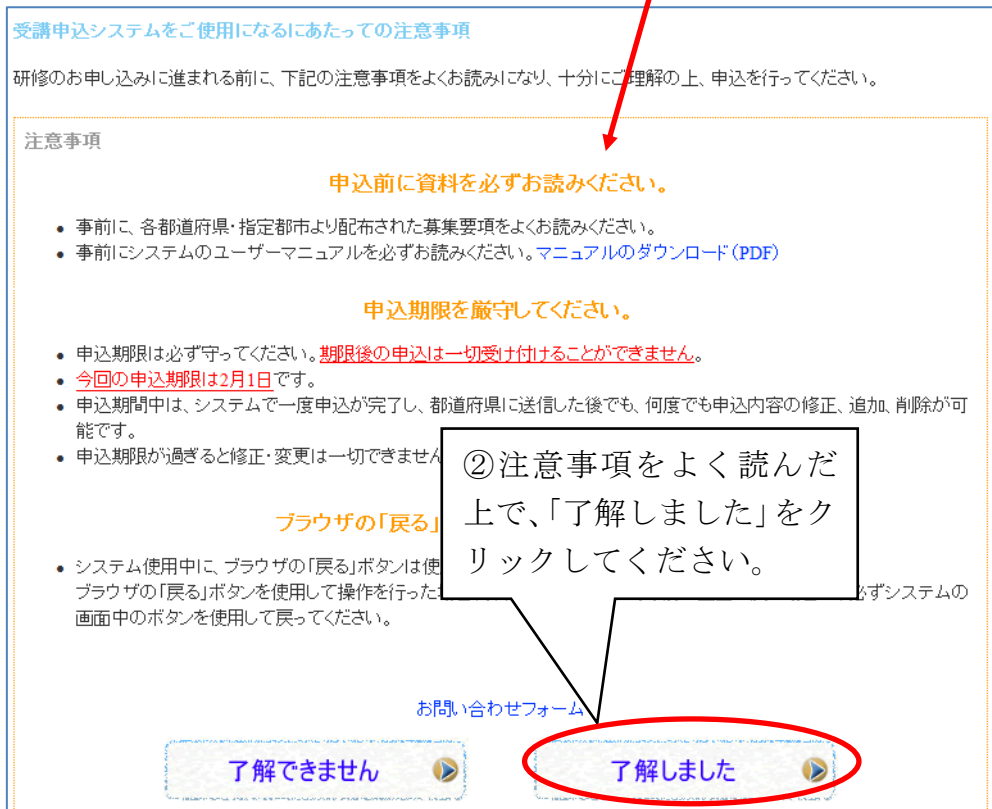 受講申込システムをご使用になるにあたっての注意事項
研修のお申し込みに進まれる前に、下記の注意事項をよくお読みになり、十分にご理解の上、申込を行ってください。
注意事項
申込前に資料を必ずお読みください。
• 事前に、各都道府県・指定都市より配布された募集要項をよくお読みください。
• 事前にシステムのユーザーマニュアルを必ずお読みください。マニュアルのダウンロード(PDF)
申込期限を厳守してください。
• 申込期限は必ず守ってください。期限後の申込は一切受け付けることができません。
• 今回の申込期限は2月1日です。
• 申込期間中は、システムで一度申込が完了し、都道府県に送信した後でも、何度でも申込内容の修正、追加、削除が可
能です。
• 申込期限が過ぎると修正・変更は一切できません
②注意事項をよく読んだ
上で、「了解しました」をク
リックしてください。
ブラウザの「戻る」
• システム使用中に、ブラウザの「戻る」ボタンは使
ブラウザの「戻る」ボタンを使用して操作を行った 必ずシステムの
画面中のボタンを使用して戻ってください。
お問い合わせフォーム
了解できません
了解しました